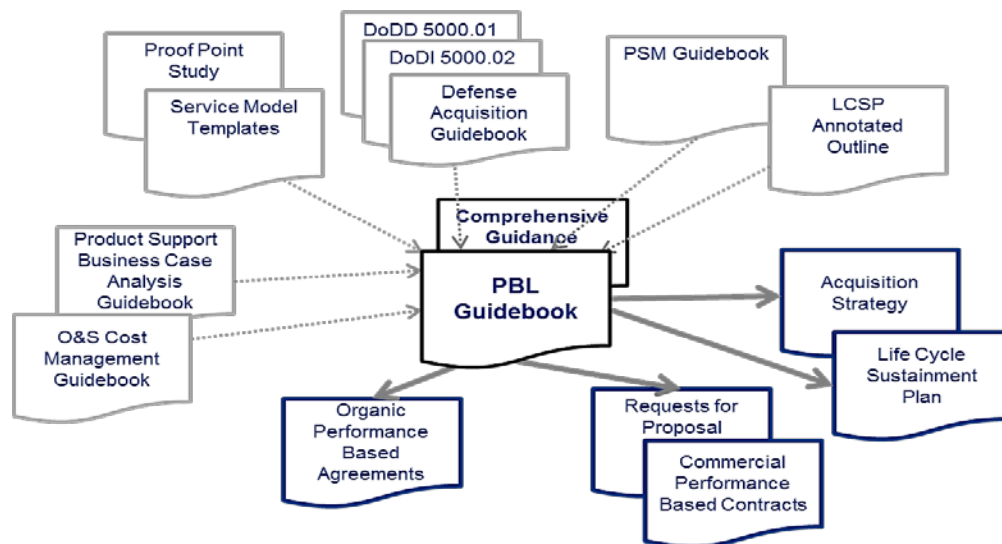 Proof Point
Study
Service Model
Templates
DoDD 5000.01
DoDI 5000.02
Defense
Acquisition
Guidebook
PSM Guidebook
LCSP
Annotated
Outline
Comprehensive
Guidance
PBL
Guidebook
Product Support
Business Case
Analysis
Guidebook
O&S Cost
Management
Guidebook
Acquisition
Strategy
Life Cycle
Sustainment
Plan
Organic
Performance
Based
Agreements
Requests for
Proposal
Commercial
Performance
Based Contracts